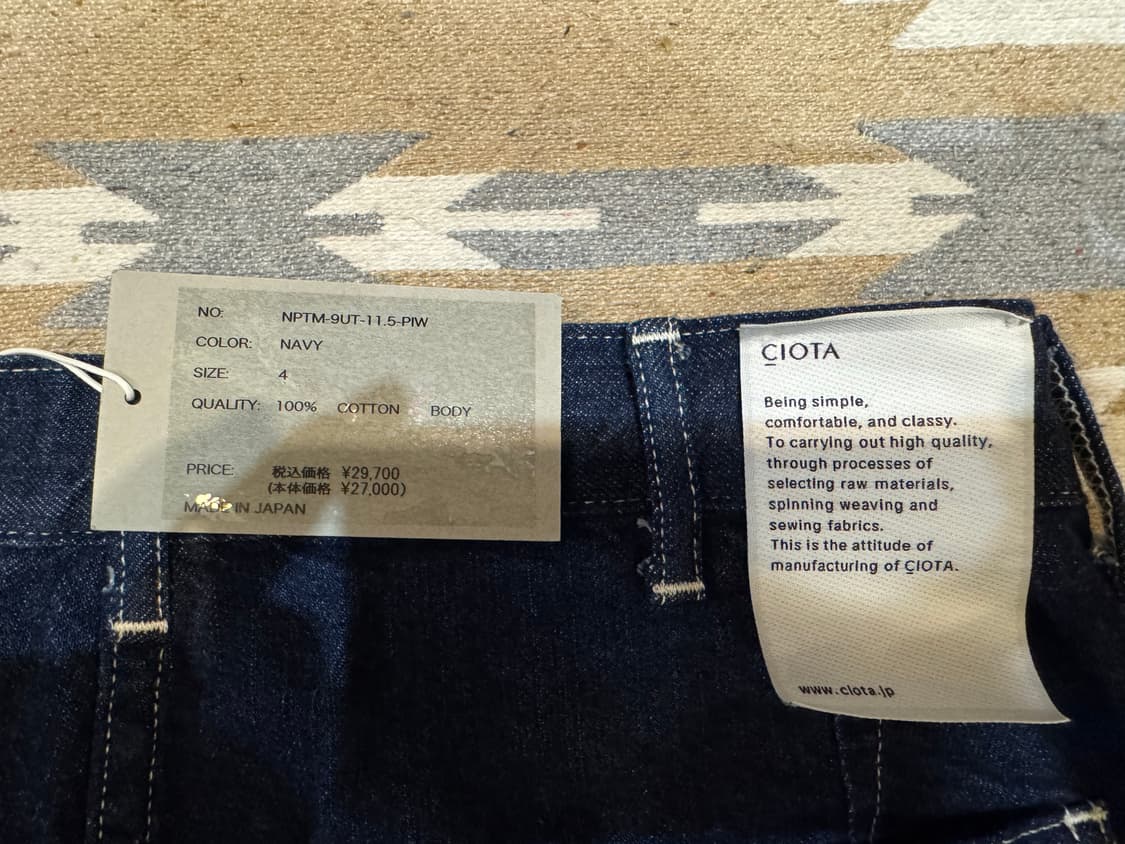 NO: NPTM-9UT-11.5-PIW
COLOR: NAVY
SIZE: 4
QUALITY: 100% COTTON BODY
PRICE: 税込価格 ¥29,700
(本体価格 ¥27,000)
MADE IN JAPAN
CIOTA
Being simple,
comfortable, and classy.
To carrying out high quality,
through processes of
selecting raw materials,
spinning weaving and
sewing fabrics.
This is the attitude of
manufacturing of CIOTA.
www.ciota.jp